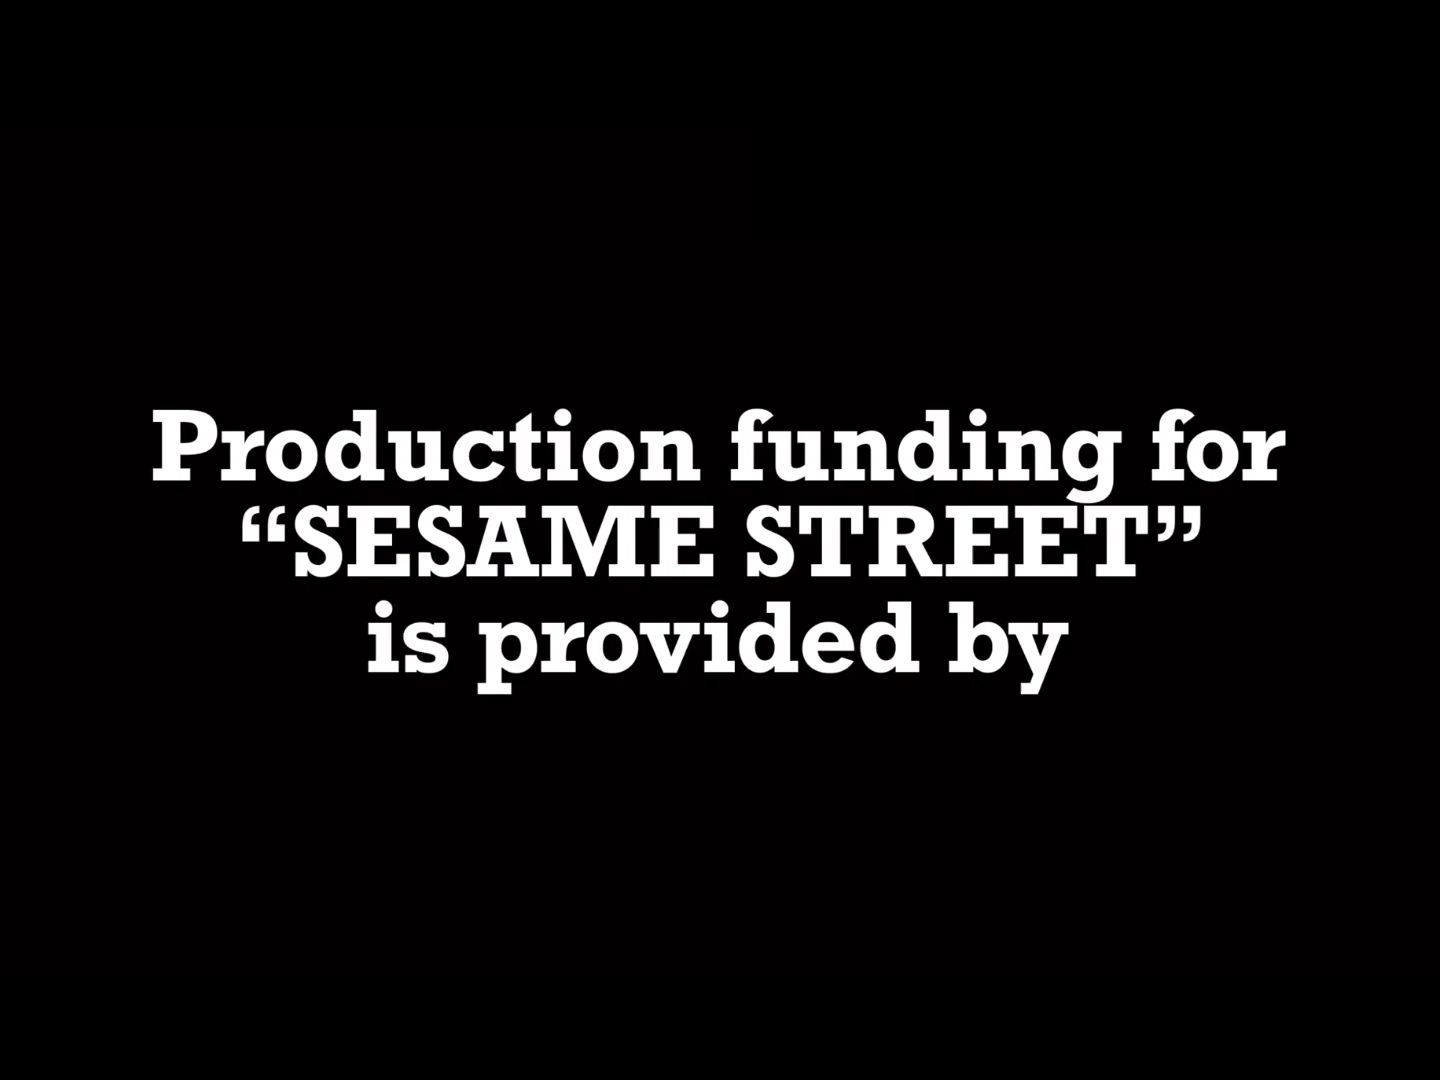 Production funding for
“SESAME STREET”
is provided by